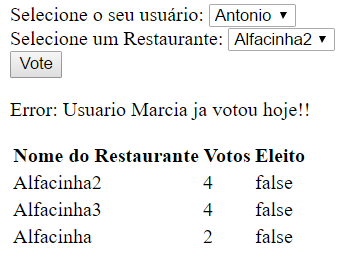 Selecione o seu usuário: Antonio
Selecione um Restaurante: Alfacinha2
Vote
Error: Usuario Marcia ja votou hoje!!
Nome do Restaurante Votos Eleito
Alfacinha2 4 false
Alfacinha3 4 false
Alfacinha 2 false